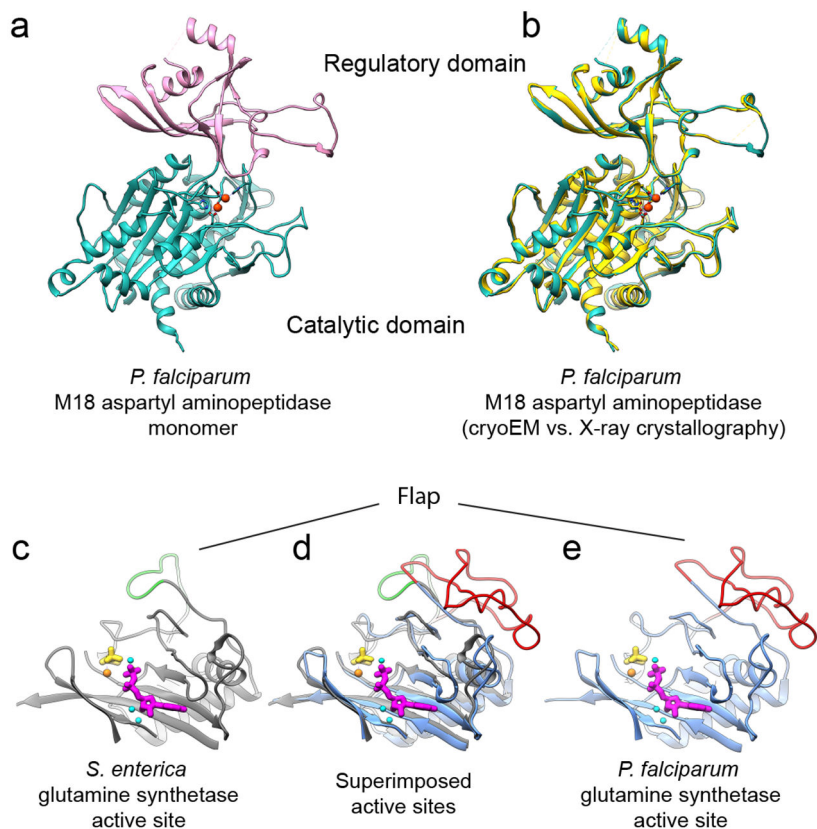 a
b
Regulatory domain
Catalytic domain
P. falciparum
M18 aspartyl aminopeptidase
monomer
P. falciparum
M18 aspartyl aminopeptidase
(cryoEM vs. X-ray crystallography)
Flap
c
d
e
S. enterica
glutamine synthetase
active site
Superimposed
active sites
P. falciparum
glutamine synthetase
active site